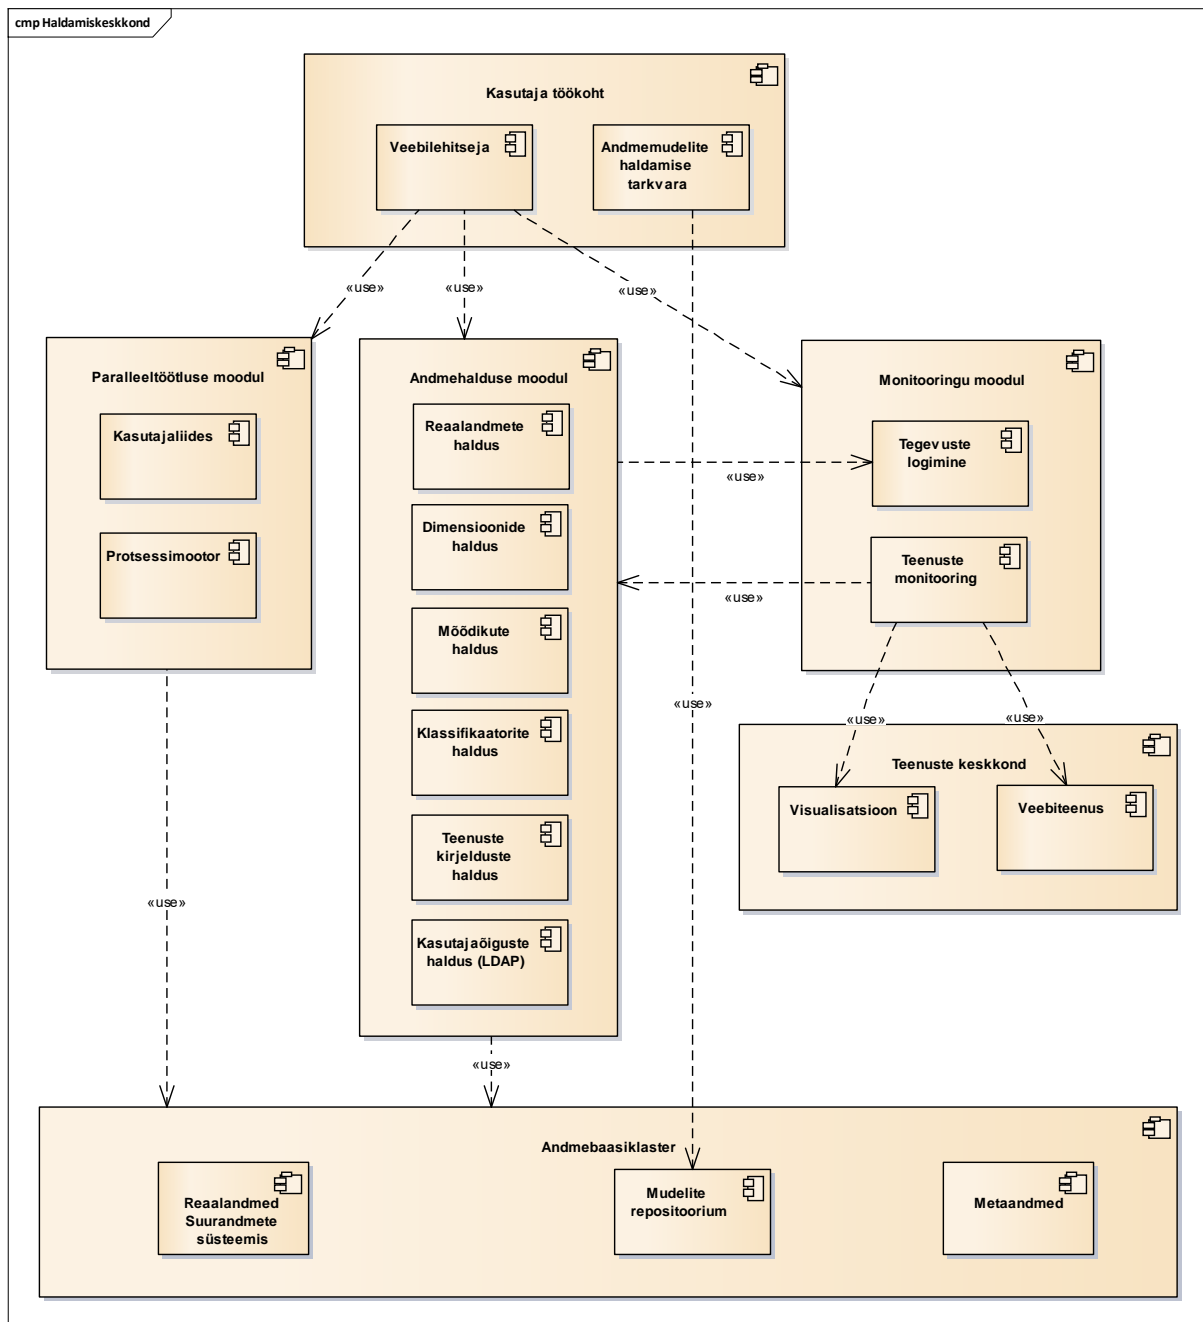 cmp Haldamiskeskkond
Kasutaja töökoht
Veebilehitseja
Andmemudelite
haldamise
tarkvara
«use»
«use»
«use»
Paralleeltöötluse moodul
Kasutajaliides
Protsessimootor
Andmehalduse moodul
Reaalandmete
haldus
Dimensioonide
haldus
Mõõdikute
haldus
Klassifikaatorite
haldus
Teenuste
kirjelduste
haldus
Kasutajaõiguste
haldus (LDAP)
Monitooringu moodul
Tegevuste
logimine
Teenuste
monitooring
«use»
«use»
«use»
«use»
«use»
Teenuste keskkond
Visualisatsioon
Veebiteenus
«use»
«use»
Andmebaasiklaster
Reaalandmed
Suurandmete
süsteemis
Mudelite
repositoorium
Metaandmed